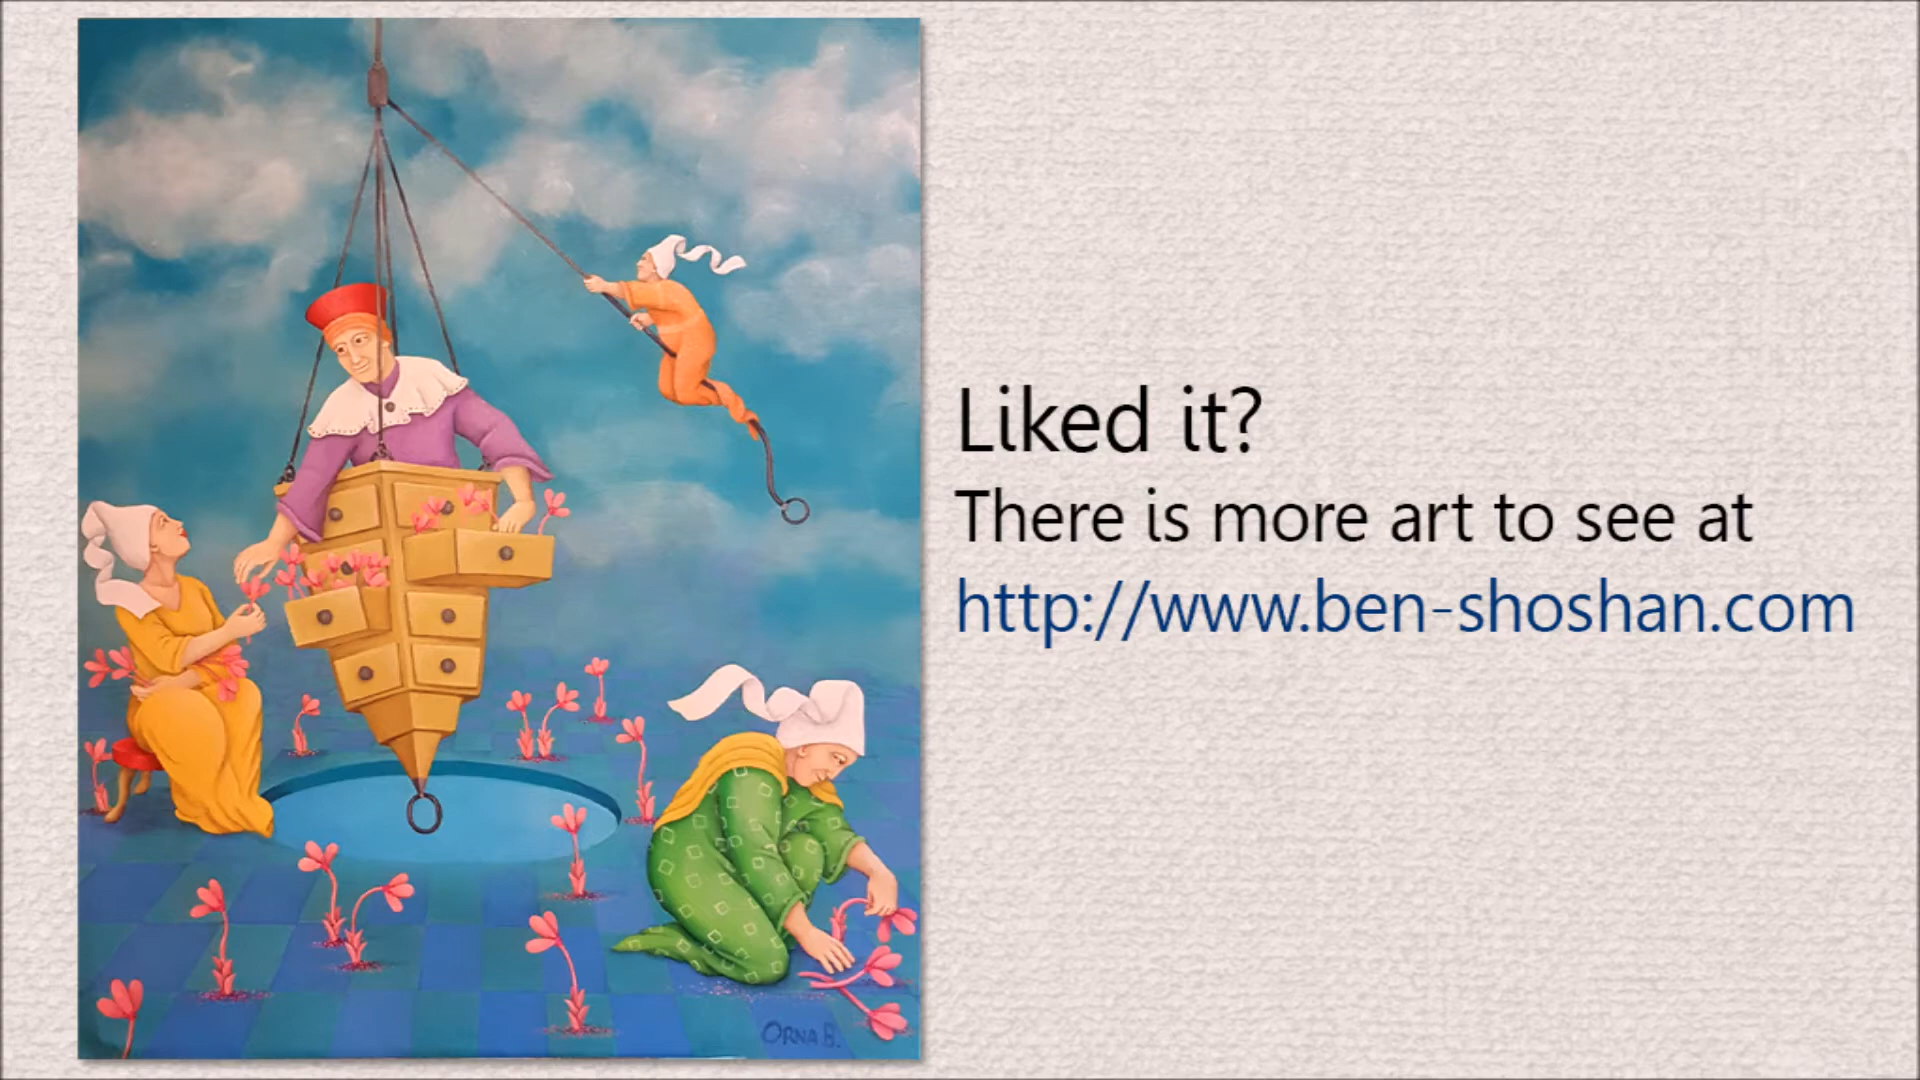 Liked it?
There is more art to see at
http://www.ben-shoshan.com
ORNA B.